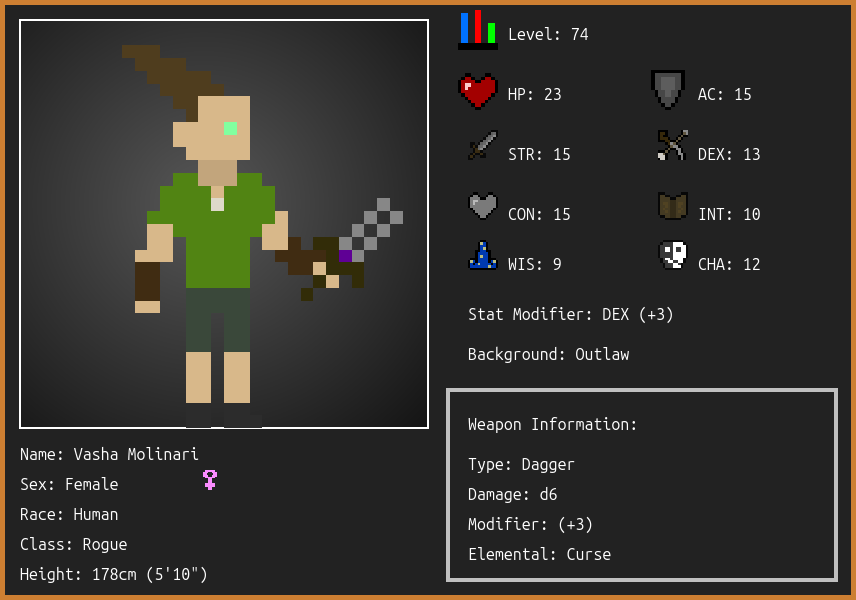 Level: 74
HP: 23
AC: 15
STR: 15
DEX: 13
CON: 15
INT: 10
WIS: 9
CHA: 12
Stat Modifier: DEX (+3)
Background: Outlaw
Weapon Information:
Type: Dagger
Damage: d6
Modifier: (+3)
Elemental: Curse
Name: Vasha Molinari
Sex: Female
Race: Human
Class: Rogue
Height: 178cm (5'10")